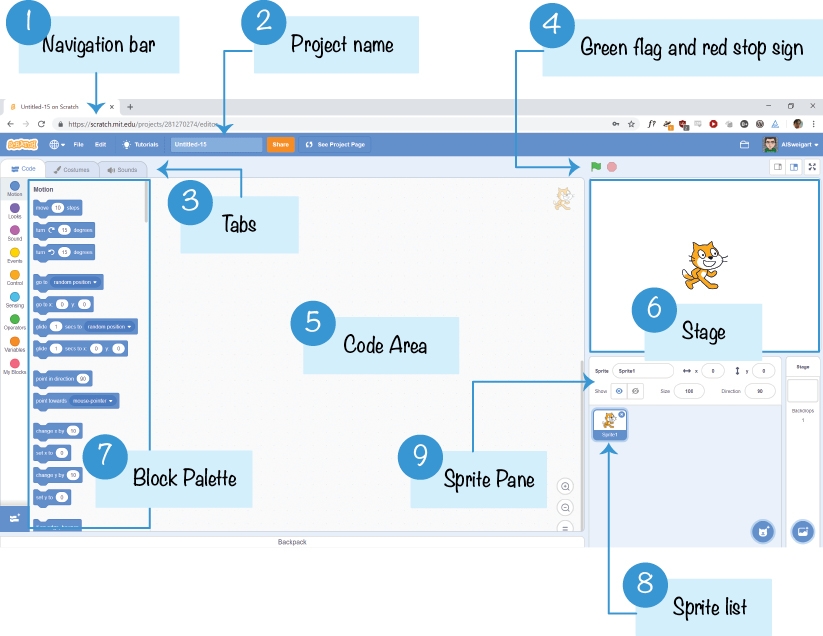 1
Navigation bar
2
Project name
4
Green flag and red stop sign
Untitled-15 on Scratch
https://scratch.mit.edu/projects/281270274/editor
f?
SCRATCH
File
Edit
Tutorials
Untitled-15
Share
See Project Page
AlSweigart
Code
Costumes
Sounds
3
Tabs
Motion
Looks
Sound
Events
Control
Sensing
Operators
Variables
My Blocks
Motion
move 10 steps
turn 15 degrees
turn 15 degrees
go to random position
go to x: 0 y: 0
glide 1 secs to random position
glide 1 secs to x: 0 y: 0
point in direction 90
point towards mouse-pointer
change x by 10
set x to 0
change y by 10
set y to 0
5
Code Area
6
Stage
7
Block Palette
9
Sprite Pane
Sprite Sprite1 x 0 y 0
Show Size 100 Direction 90
Sprite1
Stage
Backdrops
1
Backpack
8
Sprite list